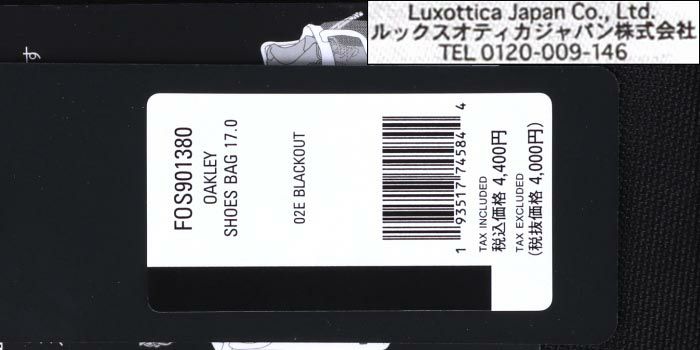 Luxottica Japan Co., Ltd.
ルックスオティカジャパン株式会社
TEL 0120-009-146
す
FOS901380
OAKLEY
SHOES BAG 17.0
02E BLACKOUT
1 93517 74584 4
TAX INCLUDED
税込価格 4,400円
TAX EXCLUDED
(税抜価格 4,000円)